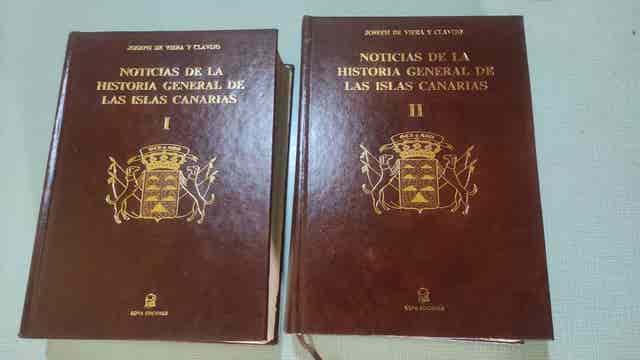 JOSEPH DE VIERA Y CLAVIJO
NOTICIAS DE LA
HISTORIA GENERAL DE
LAS ISLAS CANARIAS
I
JOSEPH DE VIERA Y CLAVIJO
NOTICIAS DE LA
HISTORIA GENERAL DE
LAS ISLAS CANARIAS
II
EDICIONES